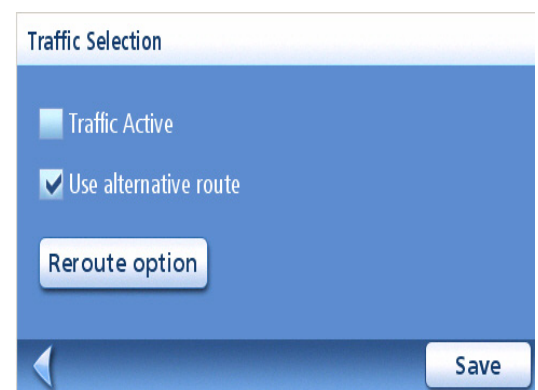 Traffic Selection
Traffic Active
Use alternative route
Reroute option
Save